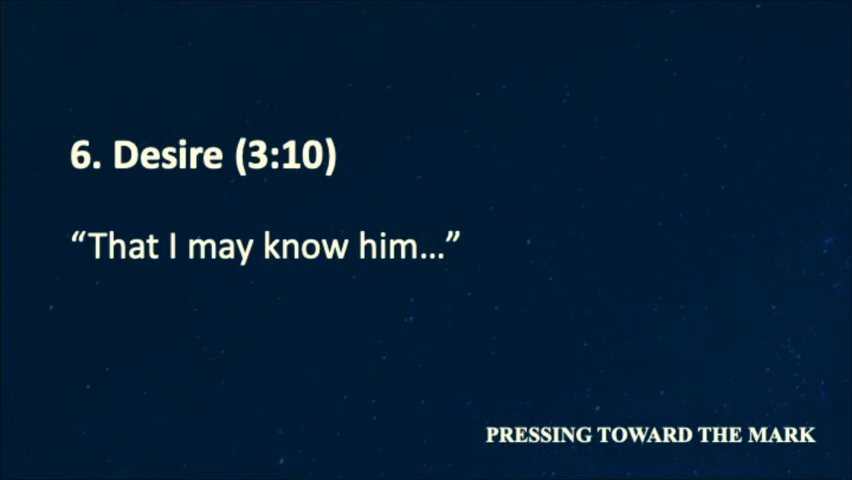 6. Desire (3:10)
“That I may know him…”
PRESSING TOWARD THE MARK